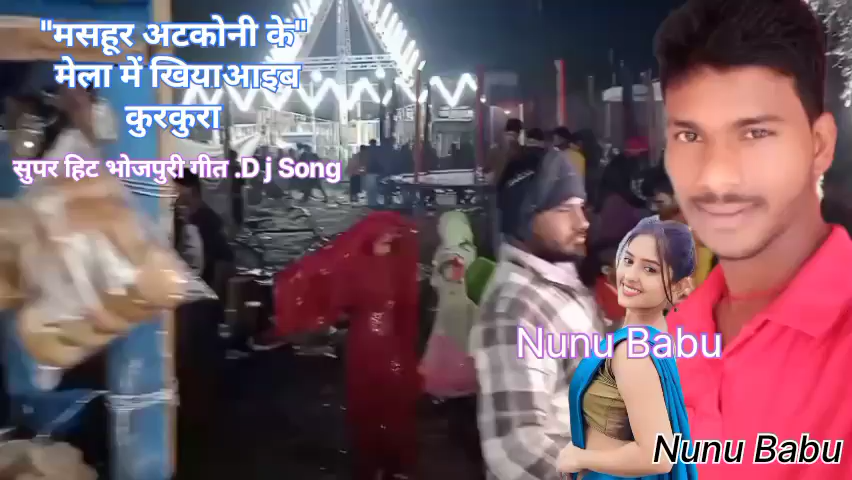 "मसहूर अटकोनी के"
मेला में खियाआइब
कुरकुरा
सुपर हिट भोजपुरी गीत .D j Song
Nunu Babu
Nunu Babu